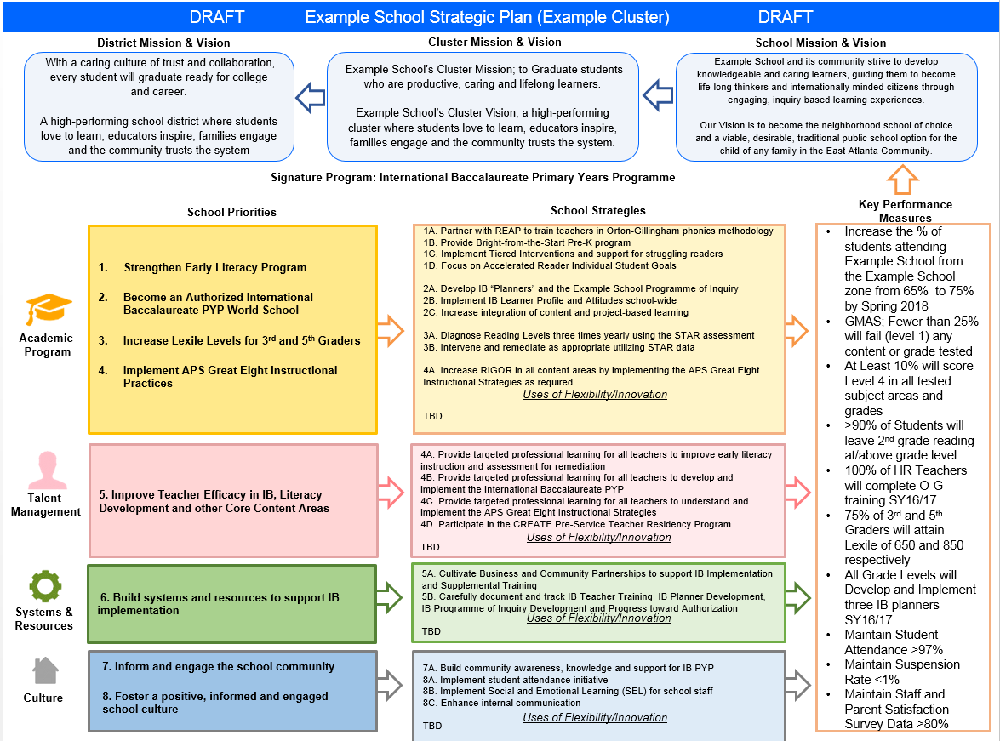 DRAFT Example School Strategic Plan (Example Cluster) DRAFT
District Mission & Vision
With a caring culture of trust and collaboration,
every student will graduate ready for college
and career.
A high-performing school district where students
love to learn, educators inspire, families engage
and the community trusts the system
Cluster Mission & Vision
Example School's Cluster Mission; to Graduate students
who are productive, caring and lifelong learners.
Example School's Cluster Vision; a high-performing
cluster where students love to learn, educators inspire,
families engage and the community trusts the system.
School Mission & Vision
Example School and its community strive to develop
knowledgeable and caring learners, guiding them to become
life-long thinkers and internationally minded citizens through
engaging, inquiry based learning experiences.
Our Vision is to become the neighborhood school of choice
and a viable, desirable, traditional public school option for the
child of any family in the East Atlanta Community.
Signature Program: International Baccalaureate Primary Years Programme
School Priorities
School Strategies
Academic
Program
1. Strengthen Early Literacy Program
2. Become an Authorized International
Baccalaureate PYP World School
3. Increase Lexile Levels for 3rd and 5th Graders
4. Implement APS Great Eight Instructional
Practices
1A. Partner with REAP to train teachers in Orton-Gillingham phonics methodology
1B. Provide Bright-from-the-Start Pre-K program
1C. Implement Tiered Interventions and support for struggling readers
1D. Focus on Accelerated Reader Individual Student Goals
2A. Develop IB “Planners” and the Example School Programme of Inquiry
2B. Implement IB Learner Profile and Attitudes school-wide
2C. Increase integration of content and project-based learning
3A. Diagnose Reading Levels three times yearly using the STAR assessment
3B. Intervene and remediate as appropriate utilizing STAR data
4A. Increase RIGOR in all content areas by implementing the APS Great Eight
Instructional Strategies as required
Uses of Flexibility/Innovation
TBD
Talent
Management
5. Improve Teacher Efficacy in IB, Literacy
Development and other Core Content Areas
4A. Provide targeted professional learning for all teachers to improve early literacy
instruction and assessment for remediation
4B. Provide targeted professional learning for all teachers to develop and
implement the International Baccalaureate PYP
4C. Provide targeted professional learning for all teachers to understand and
implement the APS Great Eight Instructional Strategies
4D. Participate in the CREATE Pre-Service Teacher Residency Program
Uses of Flexibility/Innovation
TBD
Systems &
Resources
6. Build systems and resources to support IB
implementation
5A. Cultivate Business and Community Partnerships to support IB Implementation
and Supplemental Training
5B. Carefully document and track IB Teacher Training, IB Planner Development,
IB Programme of Inquiry Development and Progress toward Authorization
Uses of Flexibility/Innovation
TBD
Culture
7. Inform and engage the school community
8. Foster a positive, informed and engaged
school culture
7A. Build community awareness, knowledge and support for IB PYP
8A. Implement student attendance initiative
8B. Implement Social and Emotional Learning (SEL) for school staff
8C. Enhance internal communication
Uses of Flexibility/Innovation
TBD
Key Performance
Measures
• Increase the % of
students attending
Example School from
the Example School
zone from 65% to 75%
by Spring 2018
• GMAS; Fewer than 25%
will fail (level 1) any
content or grade tested
• At Least 10% will score
Level 4 in all tested
subject areas and
grades
• >90% of Students will
leave 2nd grade reading
at/above grade level
• 100% of HR Teachers
will complete O-G
training SY16/17
• 75% of 3rd and 5th
Graders will attain
Lexile of 650 and 850
respectively
• All Grade Levels will
Develop and Implement
three IB planners
SY16/17
• Maintain Student
Attendance >97%
• Maintain Suspension
Rate <1%
• Maintain Staff and
Parent Satisfaction
Survey Data >80%